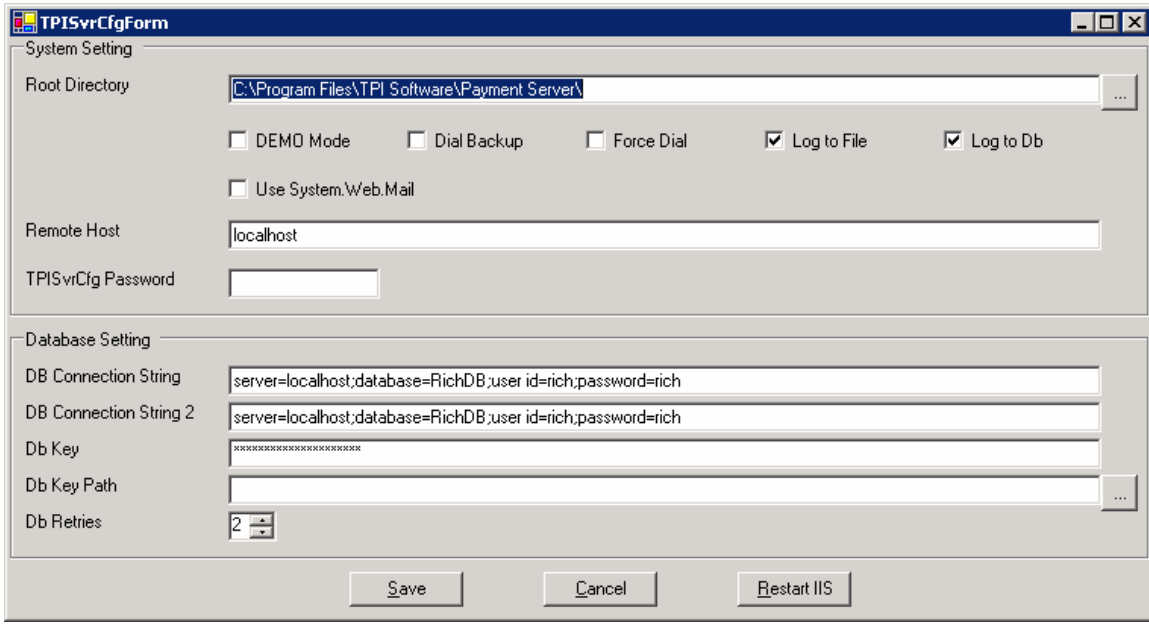 TPISvrCfgForm
System Setting
Root Directory C:\Program Files\TPI Software\Payment Server\ ...
DEMO Mode Dial Backup Force Dial Log to File Log to Db
Use System.Web.Mail
Remote Host localhost
TPISvrCfg Password
Database Setting
DB Connection String server=localhost;database=RichDB;user id=rich;password=rich
DB Connection String 2 server=localhost;database=RichDB;user id=rich;password=rich
Db Key *********************
Db Key Path ...
Db Retries 2
Save Cancel Restart IIS